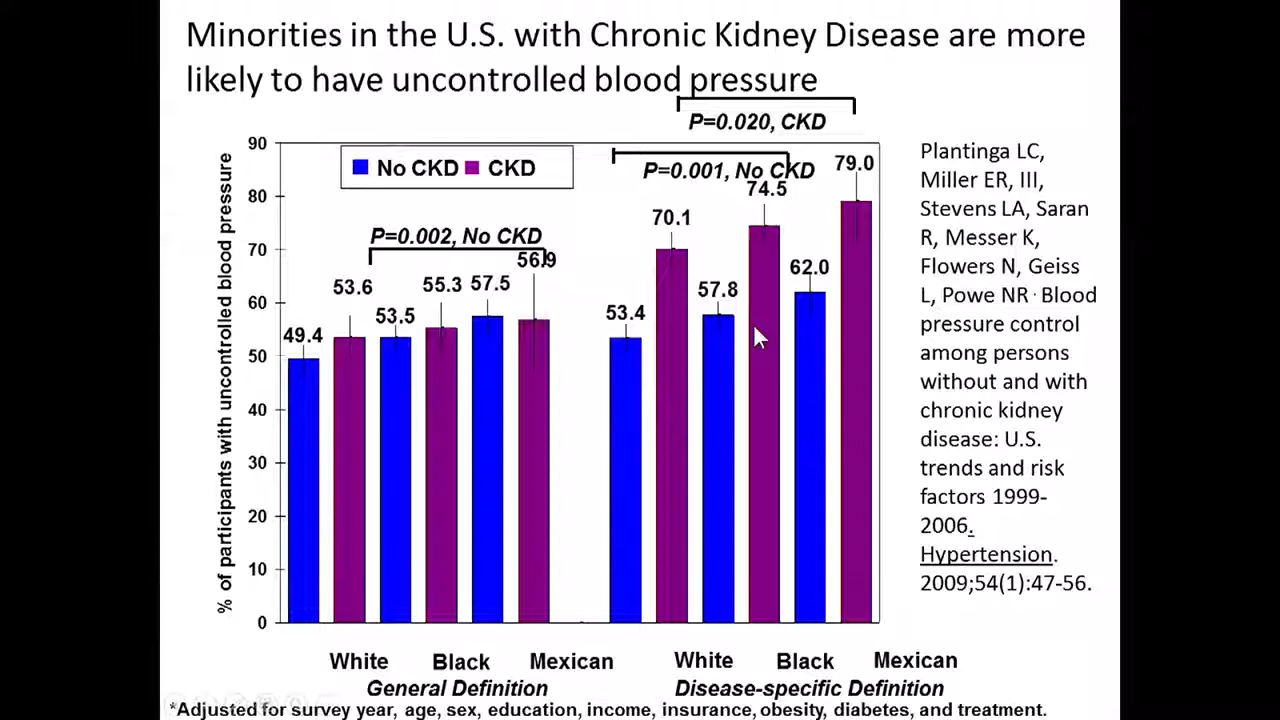 Minorities in the U.S. with Chronic Kidney Disease are more
likely to have uncontrolled blood pressure
P=0.020, CKD
P=0.001, No CKD
P=0.002, No CKD
No CKD CKD
% of participants with uncontrolled blood pressure
90
80
70
60
50
40
30
20
10
0
49.4
53.6
53.5
55.3
57.5
56.9
53.4
70.1
57.8
74.5
62.0
79.0
White Black Mexican
General Definition
White Black Mexican
Disease-specific Definition
*Adjusted for survey year, age, sex, education, income, insurance, obesity, diabetes, and treatment.
Plantinga LC,
Miller ER, III,
Stevens LA, Saran
R, Messer K,
Flowers N, Geiss
L, Powe NR · Blood
pressure control
among persons
without and with
chronic kidney
disease: U.S.
trends and risk
factors 1999-
2006.
Hypertension.
2009;54(1):47-56.